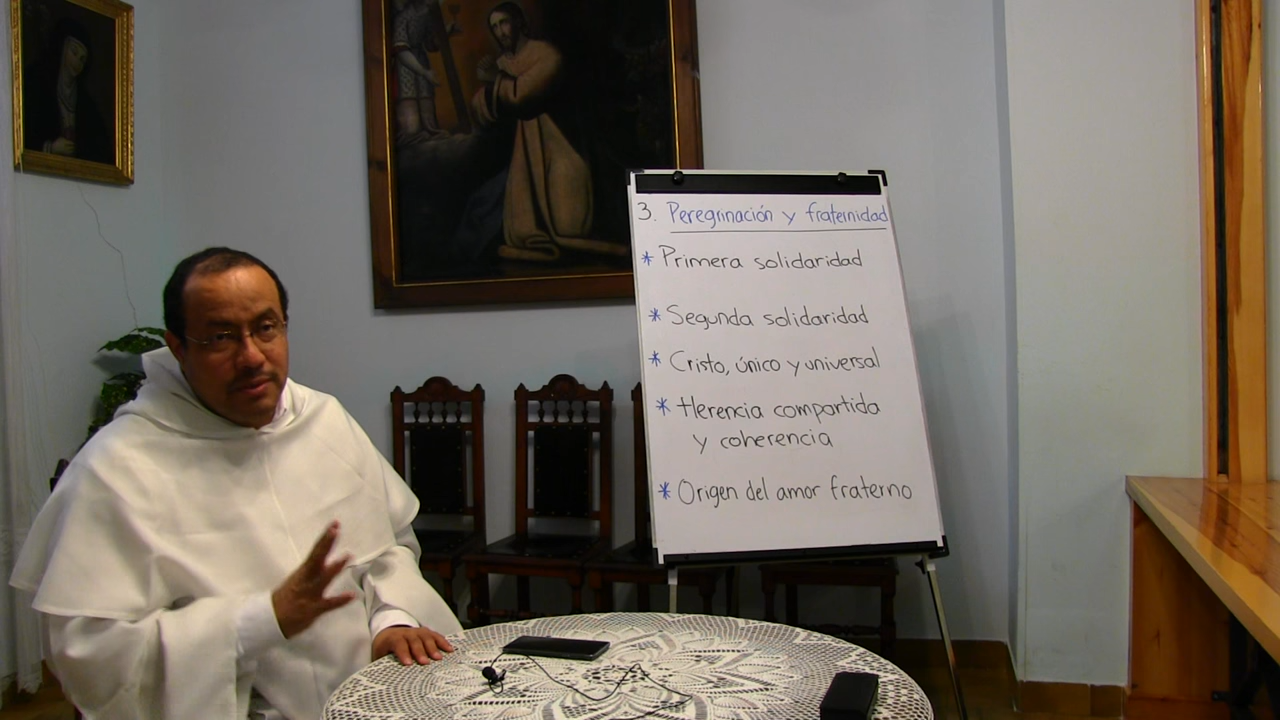 3. Peregrinación y fraternidad
* Primera solidaridad
* Segunda solidaridad
* Cristo, único y universal
* Herencia compartida
y coherencia
* Origen del amor fraterno